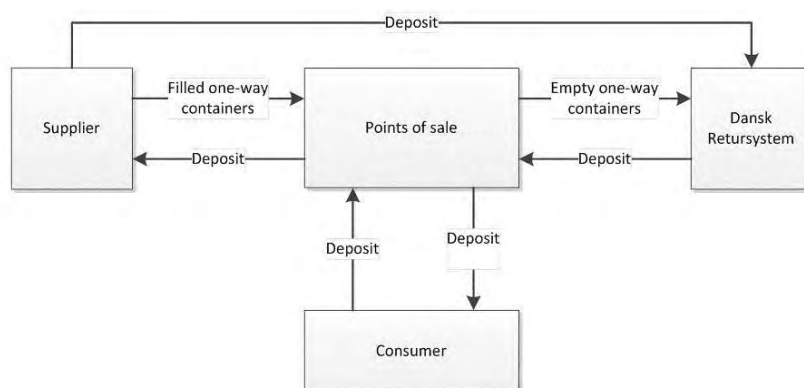 Deposit
Filled one-way
containers
Empty one-way
containers
Supplier
Points of sale
Dansk
Retursystem
Deposit
Deposit
Deposit
Deposit
Consumer